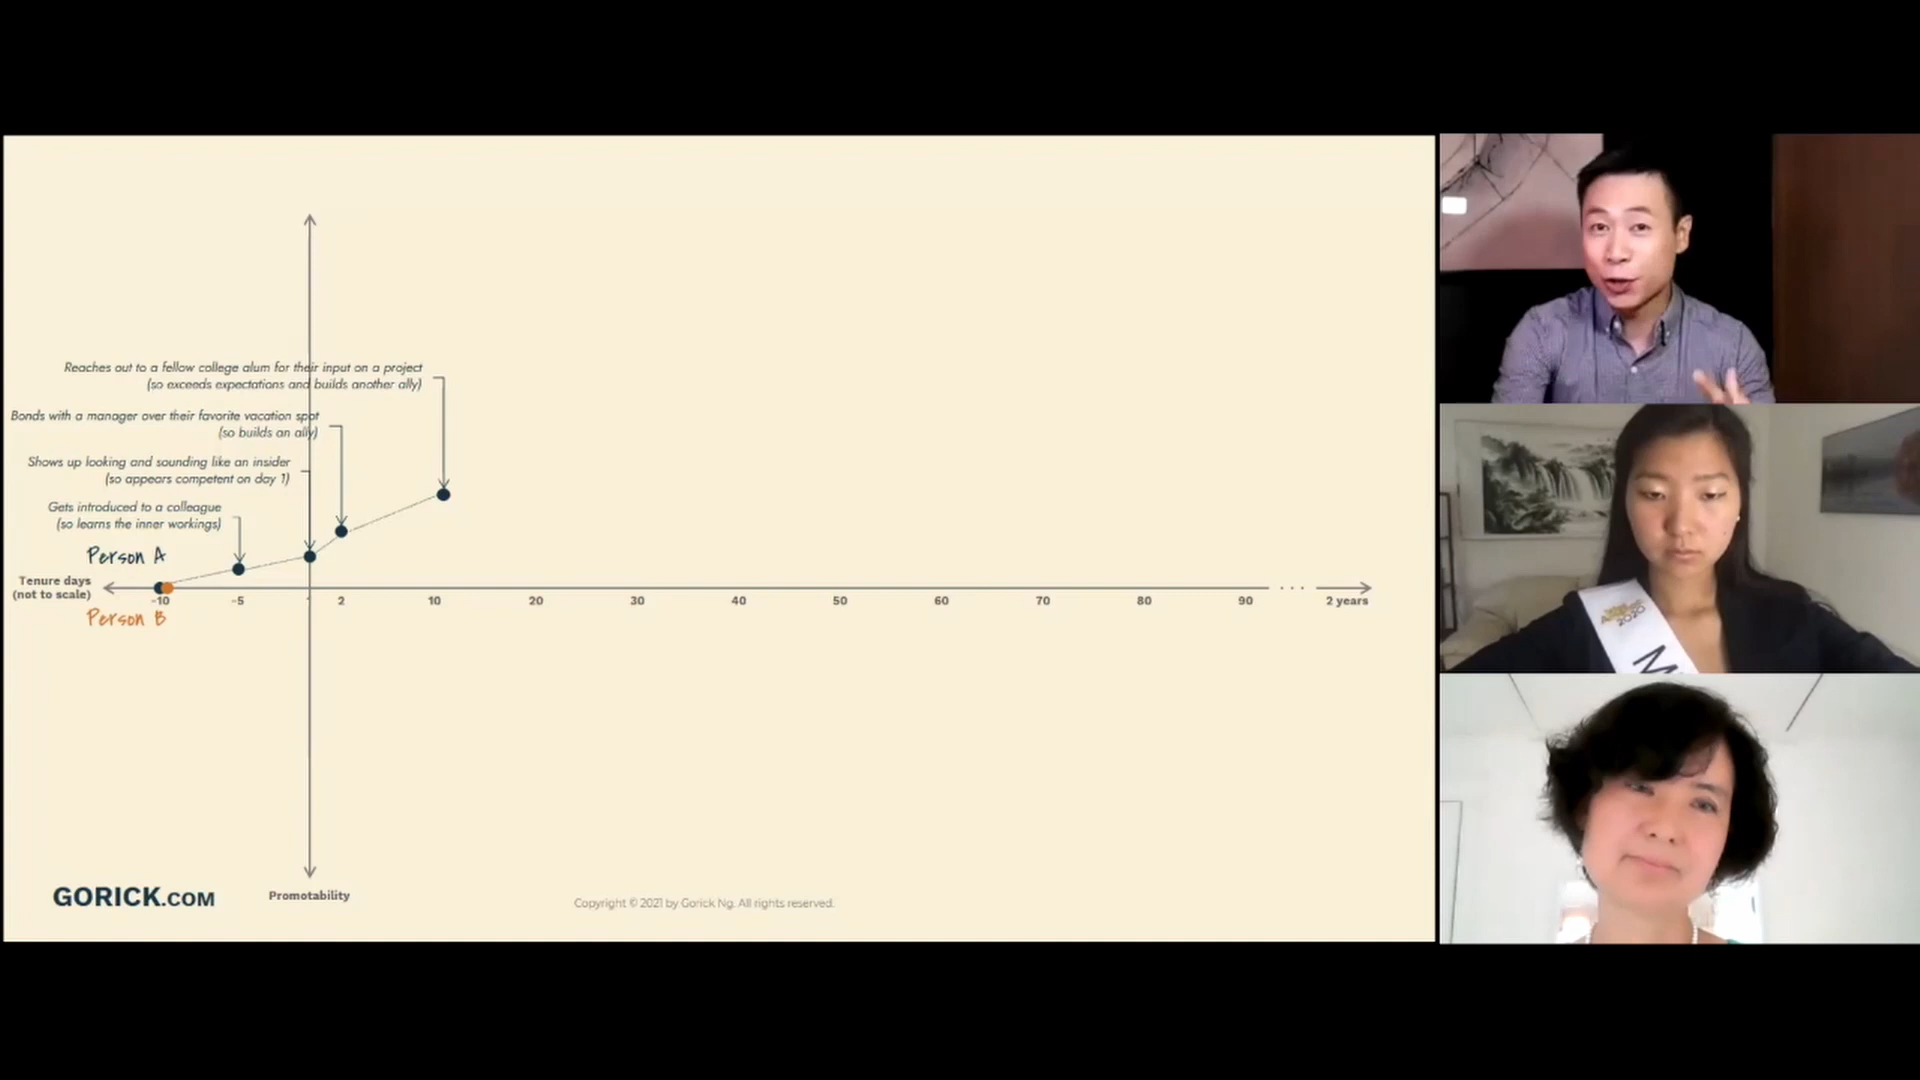 Reaches out to a fellow college alum for their input on a project
(so exceeds expectations and builds another ally)
Bonds with a manager over their favorite vacation spot
(so builds an ally)
Shows up looking and sounding like an insider
(so appears competent on day 1)
Gets introduced to a colleague
(so learns the inner workings)
Person A
Tenure days
(not to scale)
-10 -5 2 10 20 30 40 50 60 70 80 90 ... 2 years
Person B
Promotability
GORICK.COM
Copyright © 2021 by Gorick Ng. All rights reserved.
2020
M